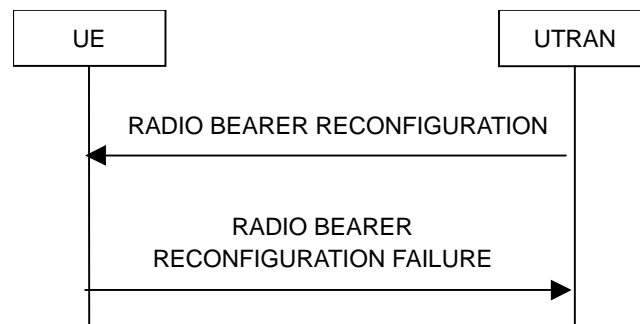 UE
UTRAN
RADIO BEARER RECONFIGURATION
RADIO BEARER
RECONFIGURATION FAILURE